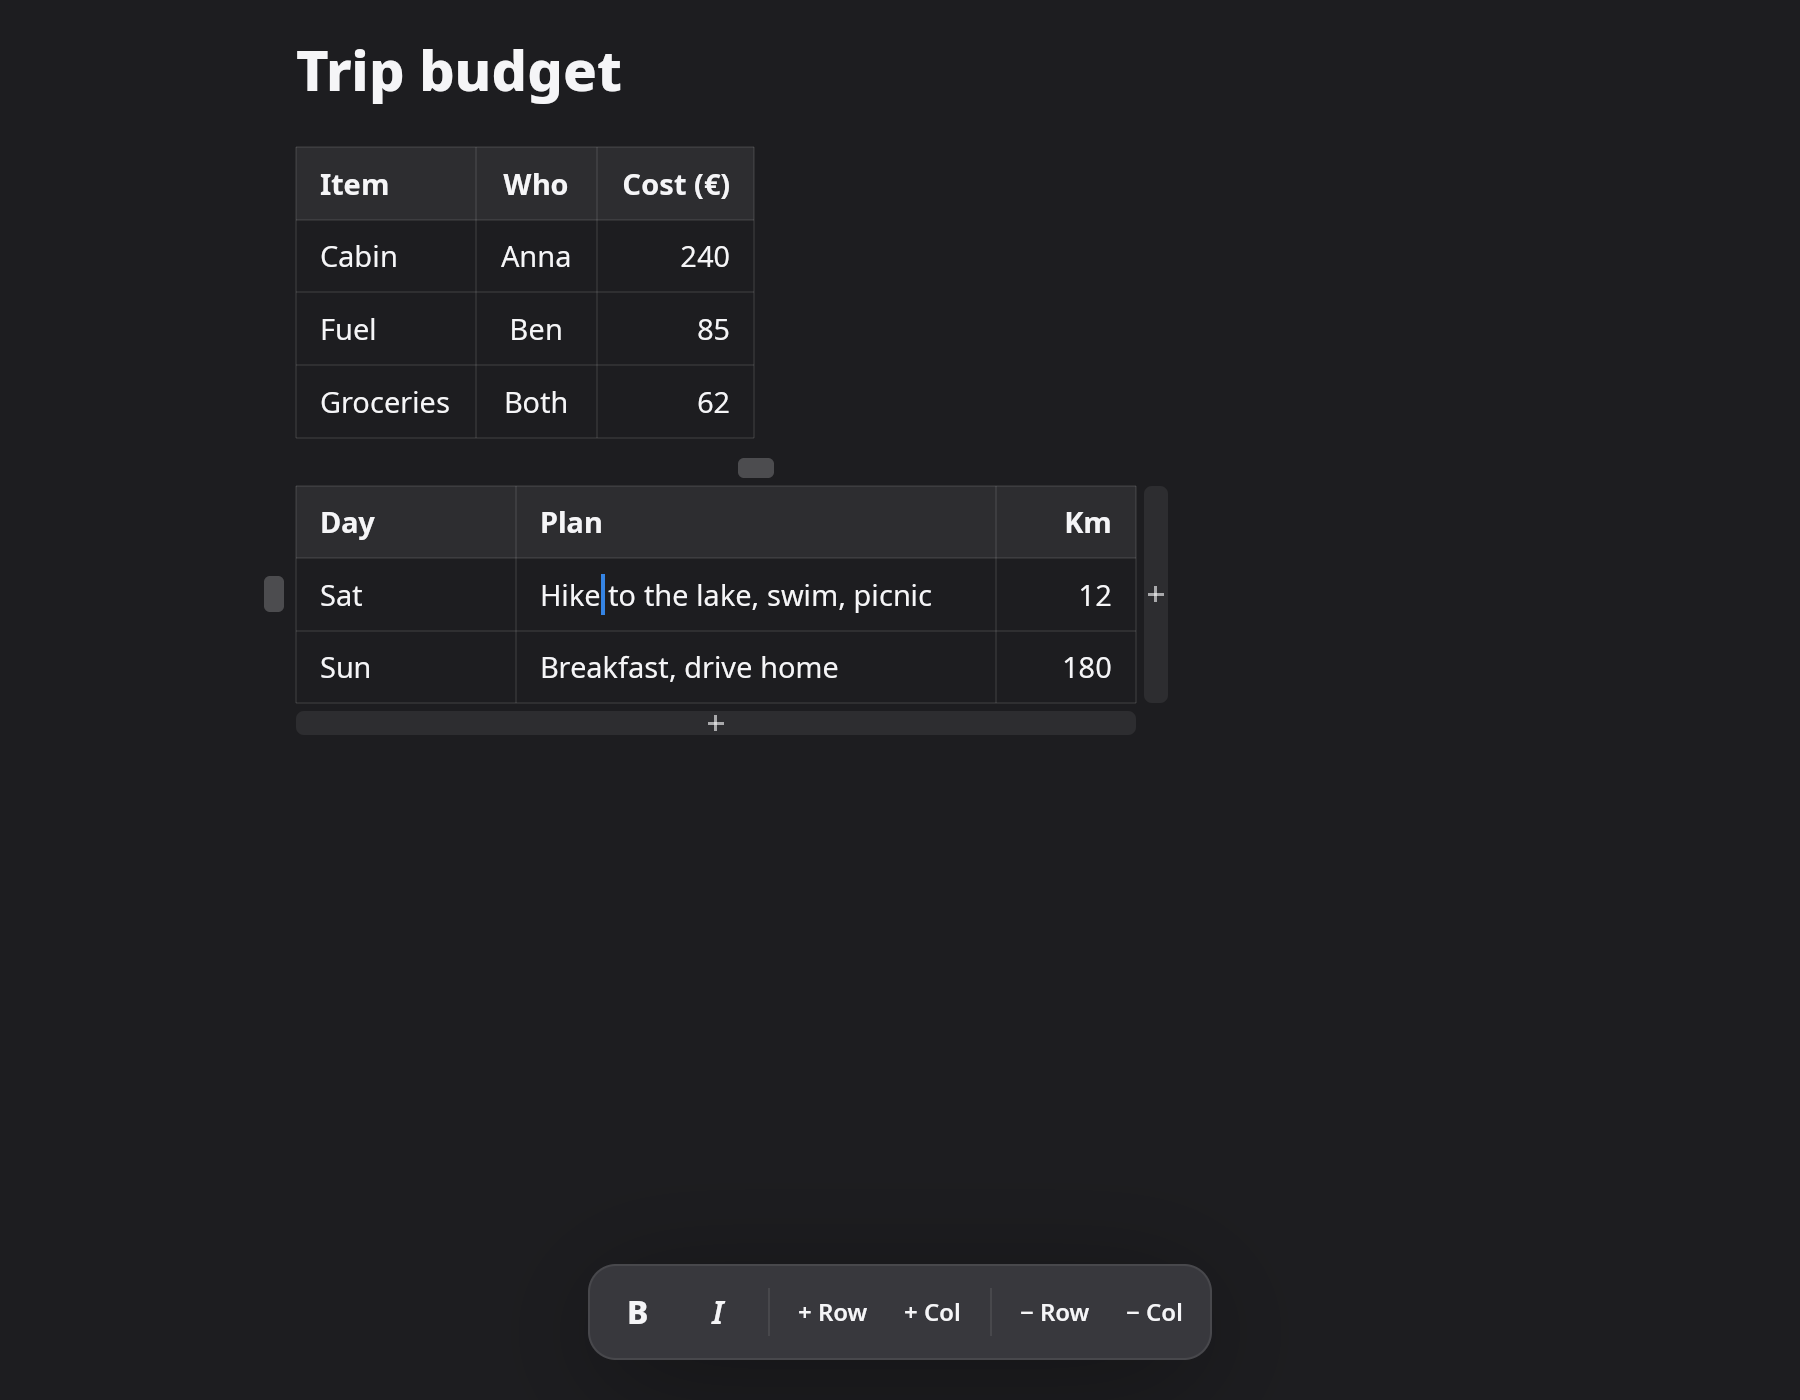 Trip budget
Item Who Cost (€)
Cabin Anna 240
Fuel Ben 85
Groceries Both 62
Day Plan Km
Sat Hike to the lake, swim, picnic 12
+
Sun Breakfast, drive home 180
+
B I + Row + Col − Row − Col